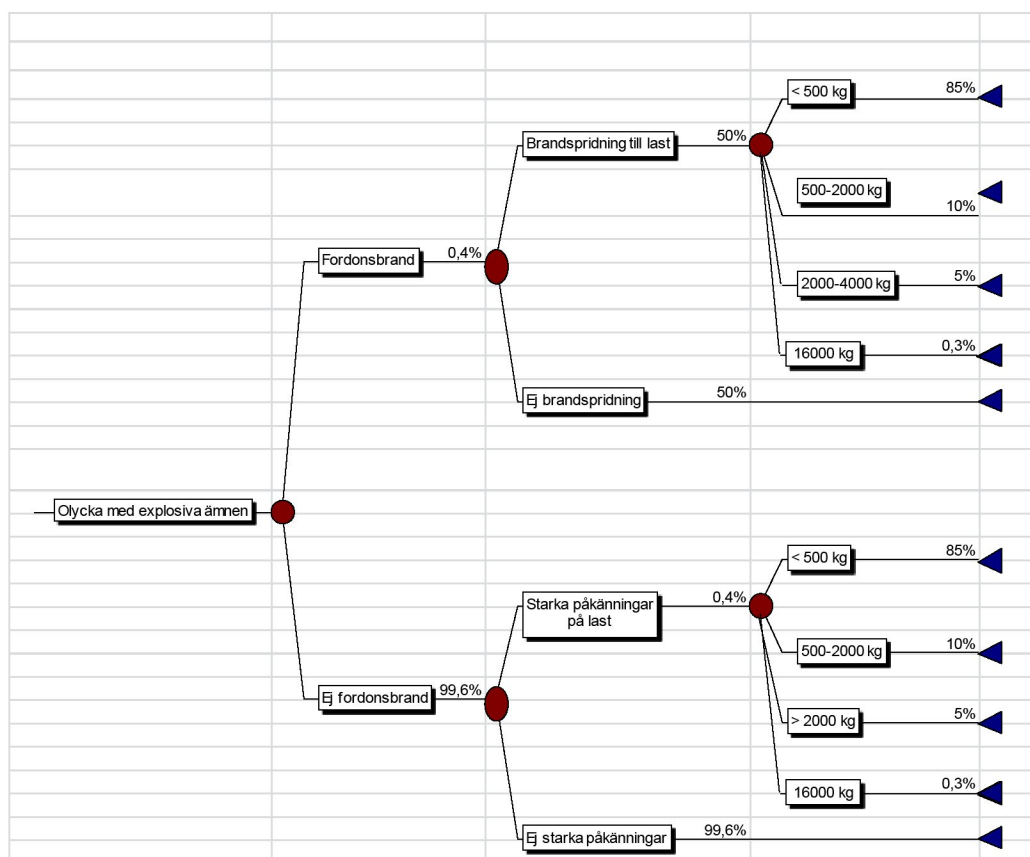 < 500 kg
85%
Brandspridning till last
50%
500-2000 kg
10%
Fordonsbrand
0,4%
2000-4000 kg
5%
16000 kg
0,3%
Ej brandspridning
50%
Olycka med explosiva ämnen
< 500 kg
85%
Starka påkänningar
på last
0,4%
500-2000 kg
10%
Ej fordonsbrand
99,6%
> 2000 kg
5%
16000 kg
0,3%
Ej starka påkänningar
99,6%